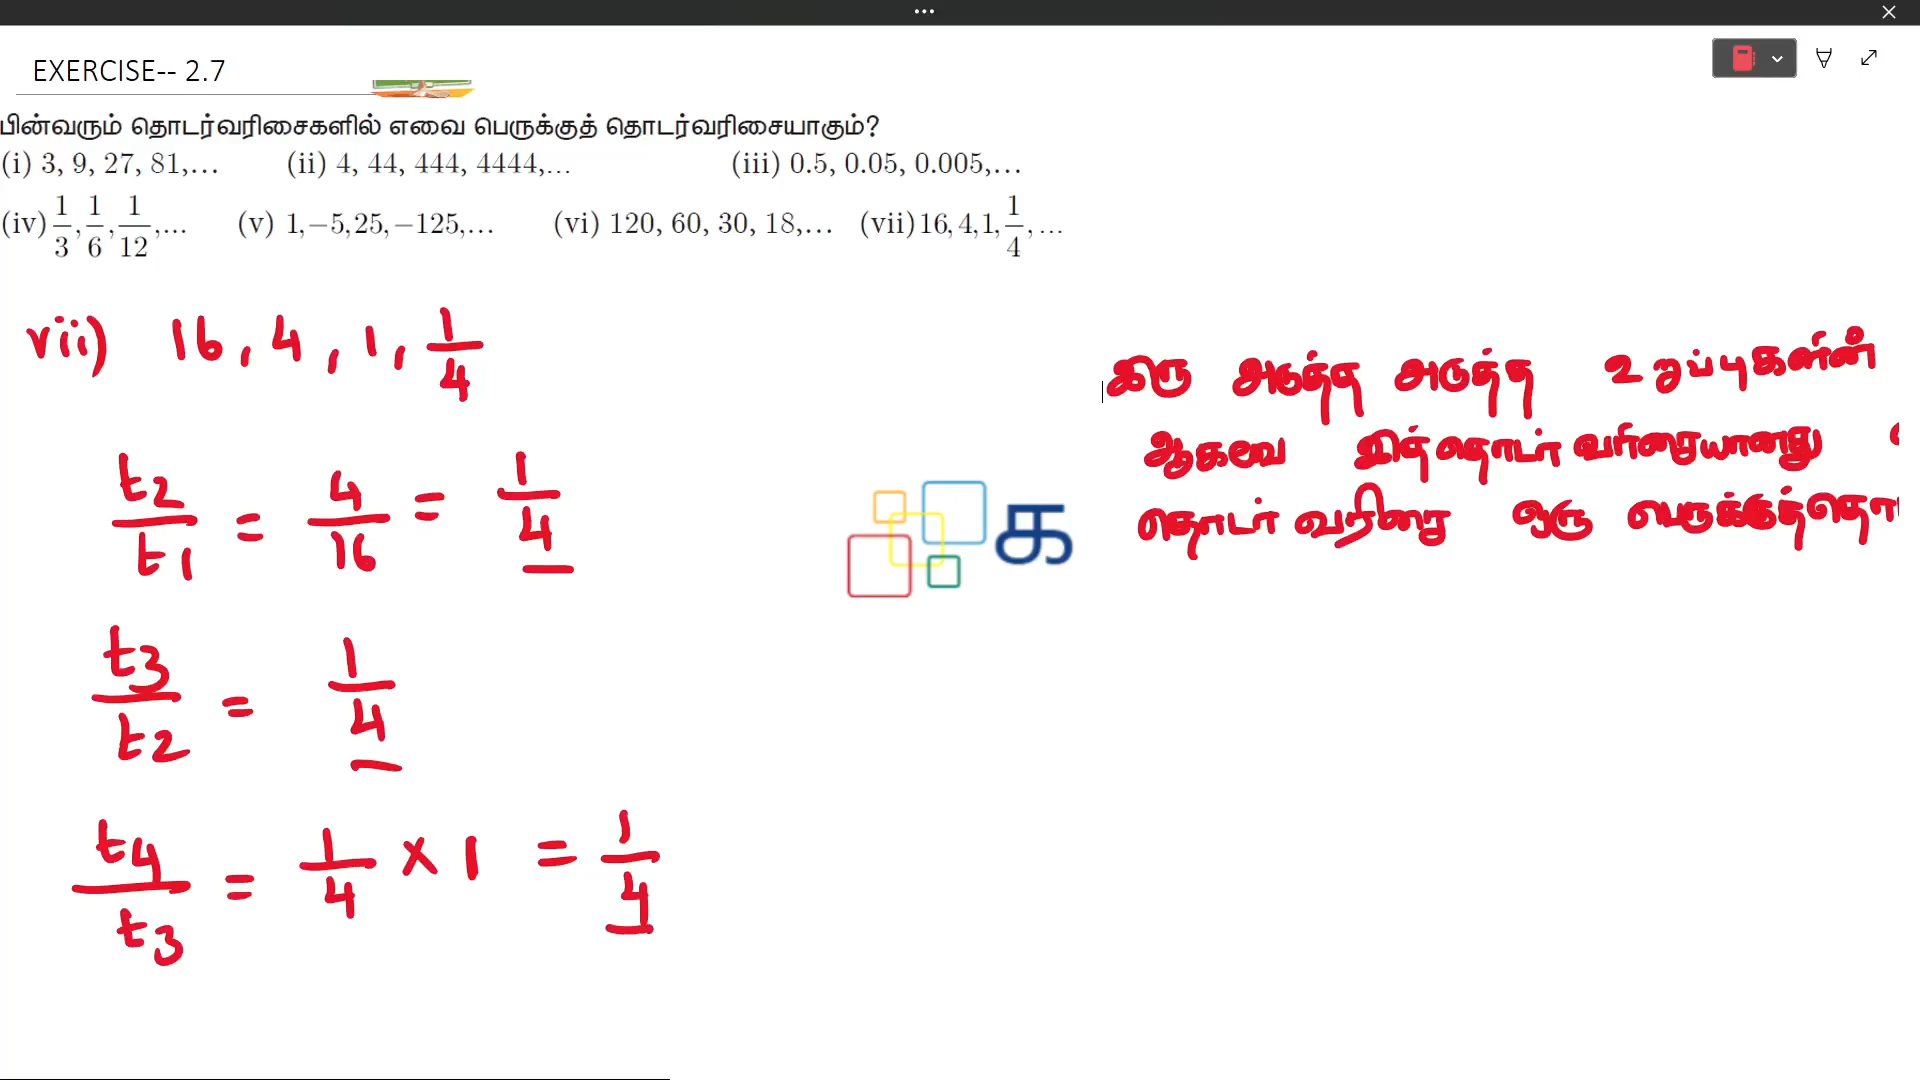 EXERCISE-- 2.7
பின்வரும் தொடர்வரிசைகளில் எவை பெருக்குத் தொடர்வரிசையாகும்?
(i) 3, 9, 27, 81,... (ii) 4, 44, 444, 4444,... (iii) 0.5, 0.05, 0.005,...
(iv) 1/3, 1/6, 1/12,... (v) 1,−5,25,−125,... (vi) 120, 60, 30, 18,... (vii) 16,4,1, 1/4,...
vii) 16, 4, 1, 1/4
இரு அடுத்த அடுத்த உறுப்புகளின்
ஆகவே இத்தொடர் வரிசையானது
தொடர் வரிசை ஒரு பெருக்குத்தொ
t2/t1 = 4/16 = 1/4
க
t3/t2 = 1/4
t4/t3 = 1/4 × 1 = 1/4